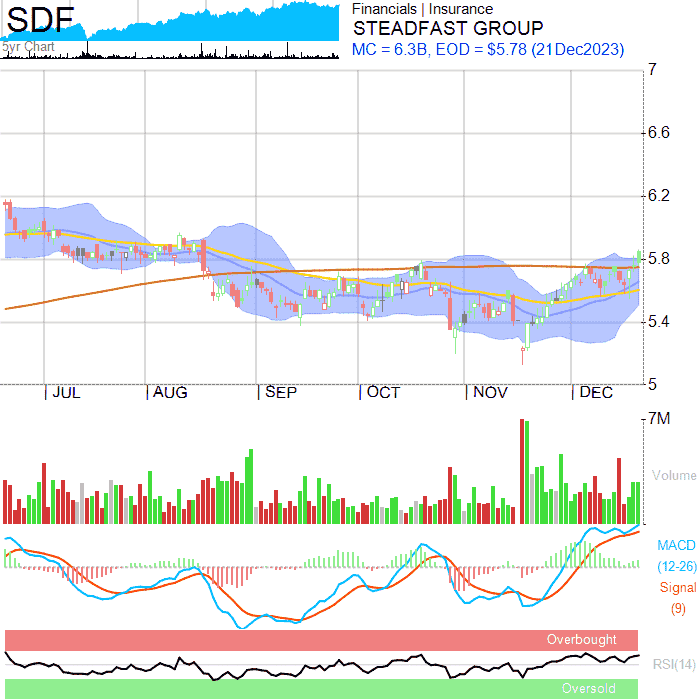 SDF
5yr Chart
Financials | Insurance
STEADFAST GROUP
MC = 6.3B, EOD = $5.78 (21Dec2023)
7
6.6
6.2
5.8
5.4
5
JUL AUG SEP OCT NOV DEC
7M
Volume
MACD
(12-26)
Signal
(9)
Overbought
RSI(14)
Oversold